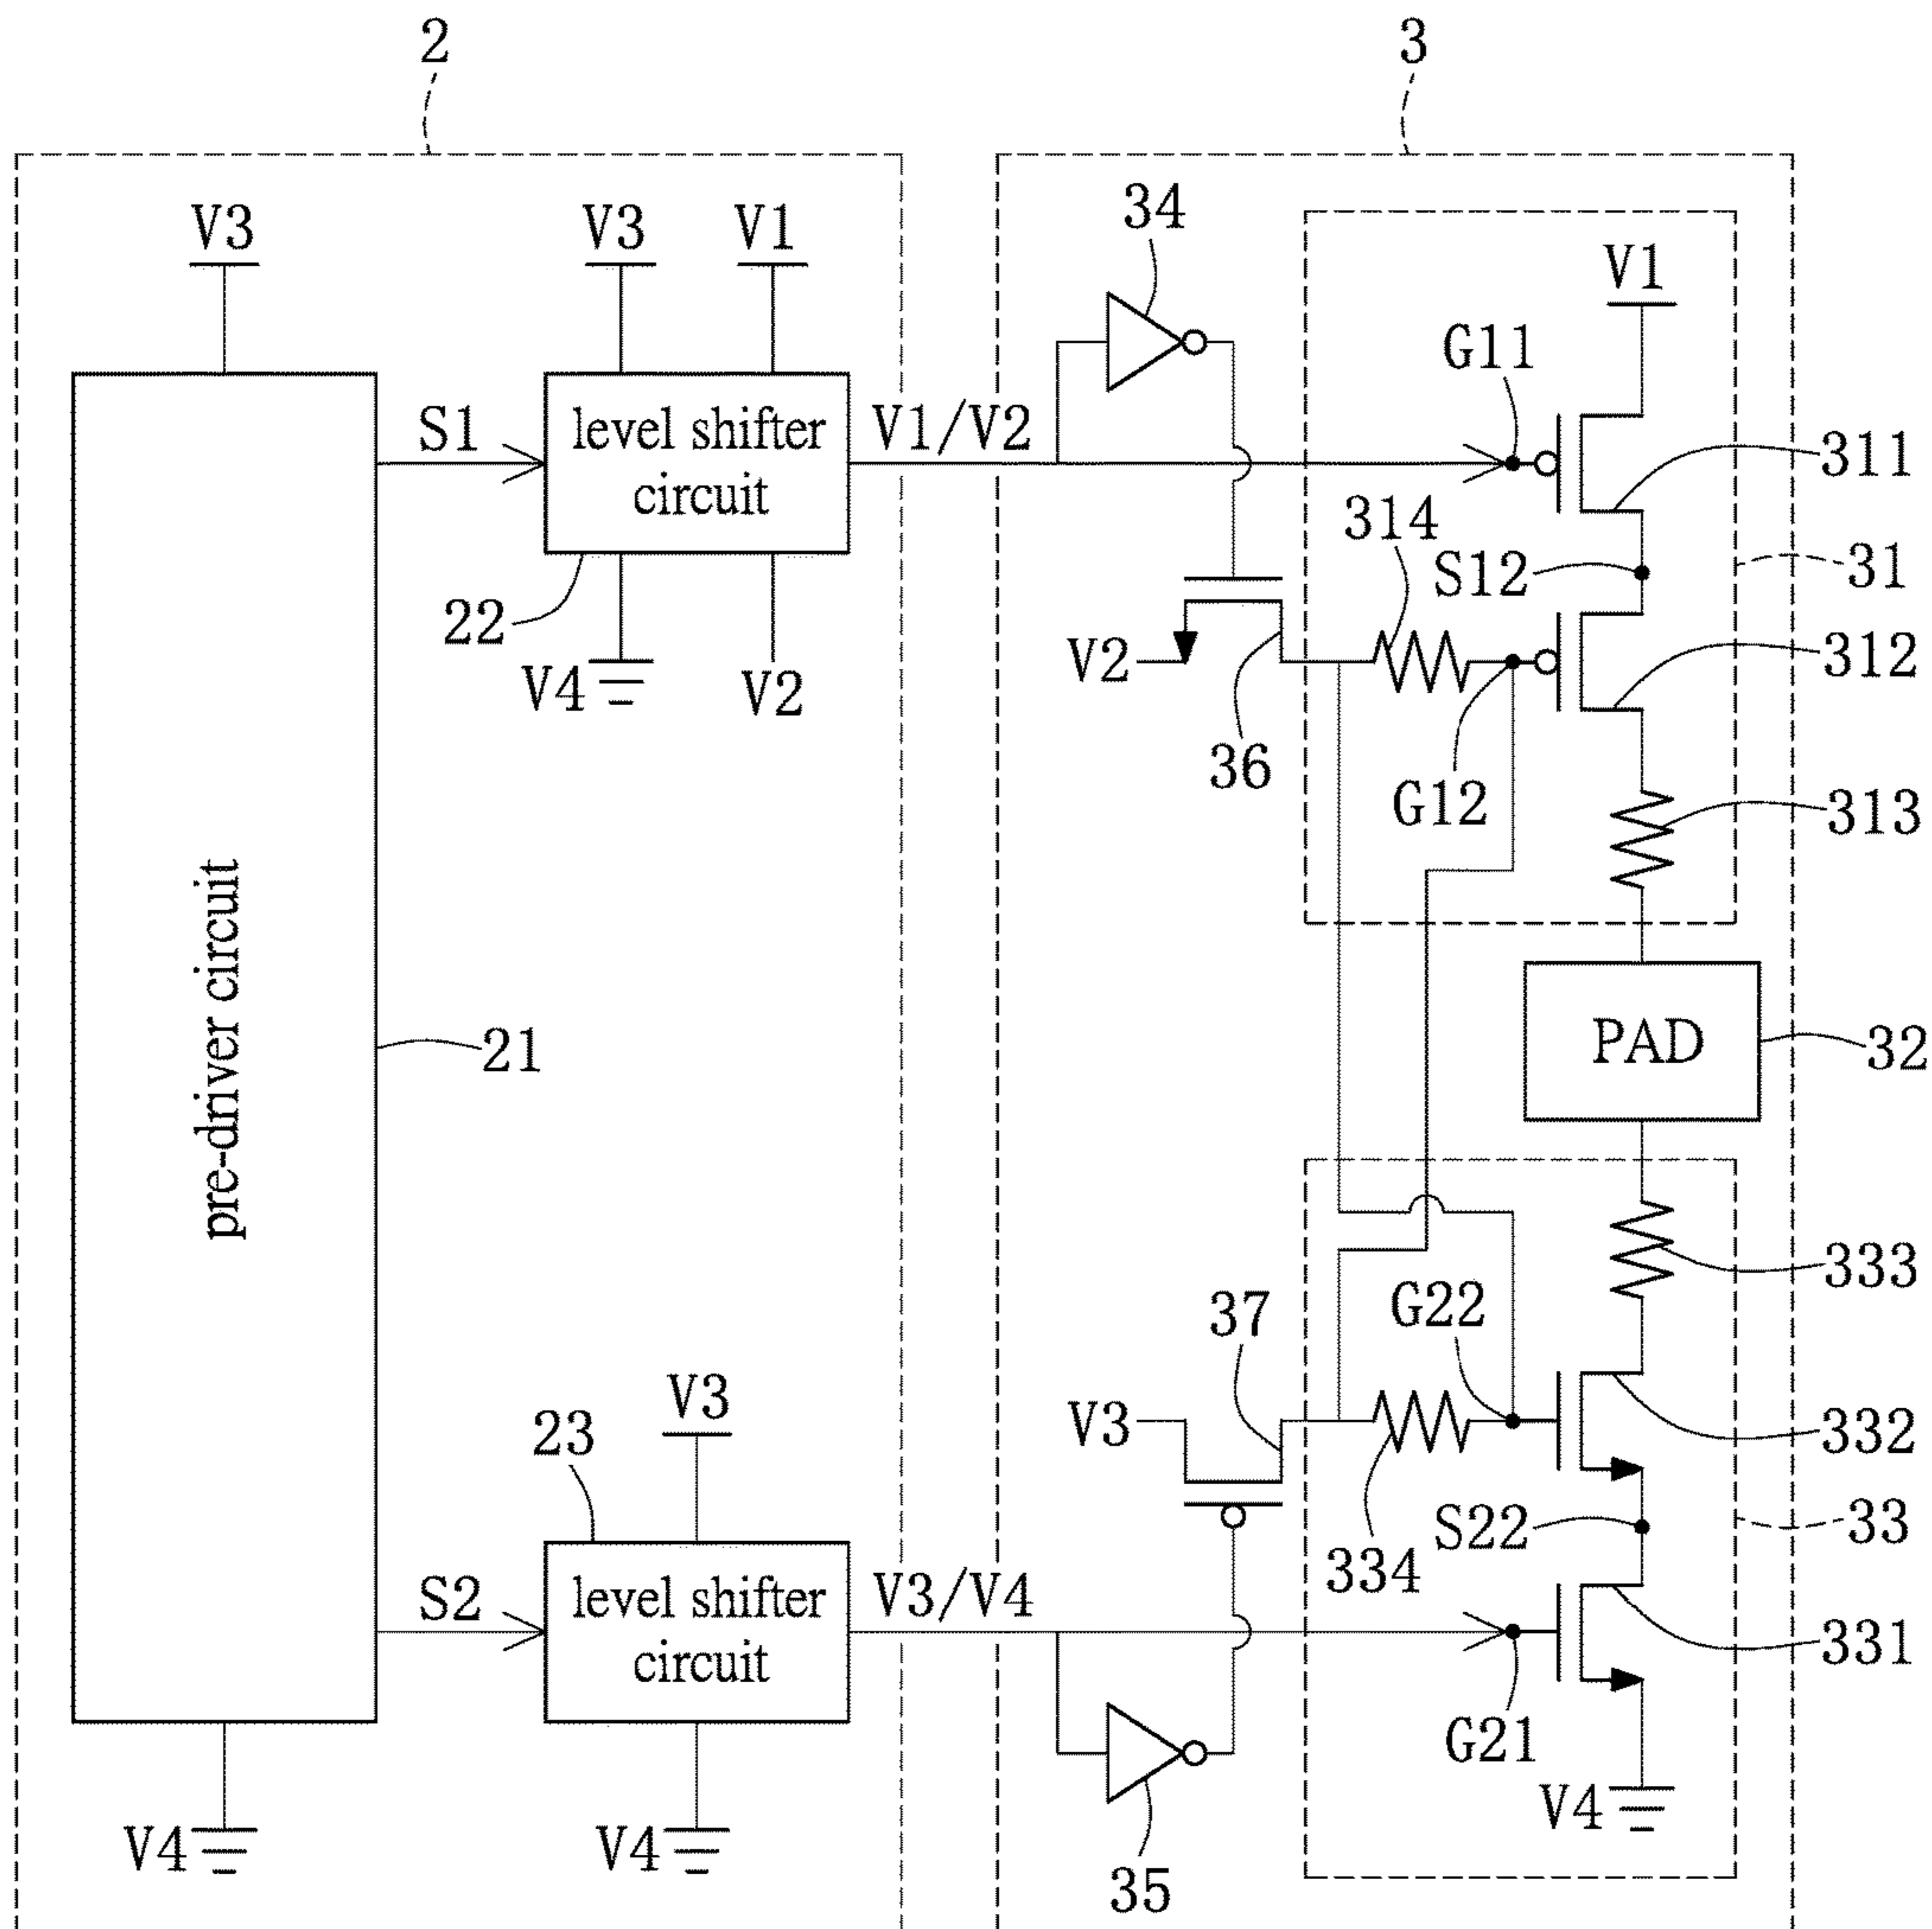 2
3
V3
V3
V1
34
V1
G11
S1
level shifter
circuit
V1/V2
311
314
S12
31
22
V4
V2
V2
36
G12
312
313
pre-driver circuit
21
PAD
32
333
37
G22
V3
23
V3
332
334
S22
33
S2
level shifter
circuit
V3/V4
331
G21
V4
V4
V4
35